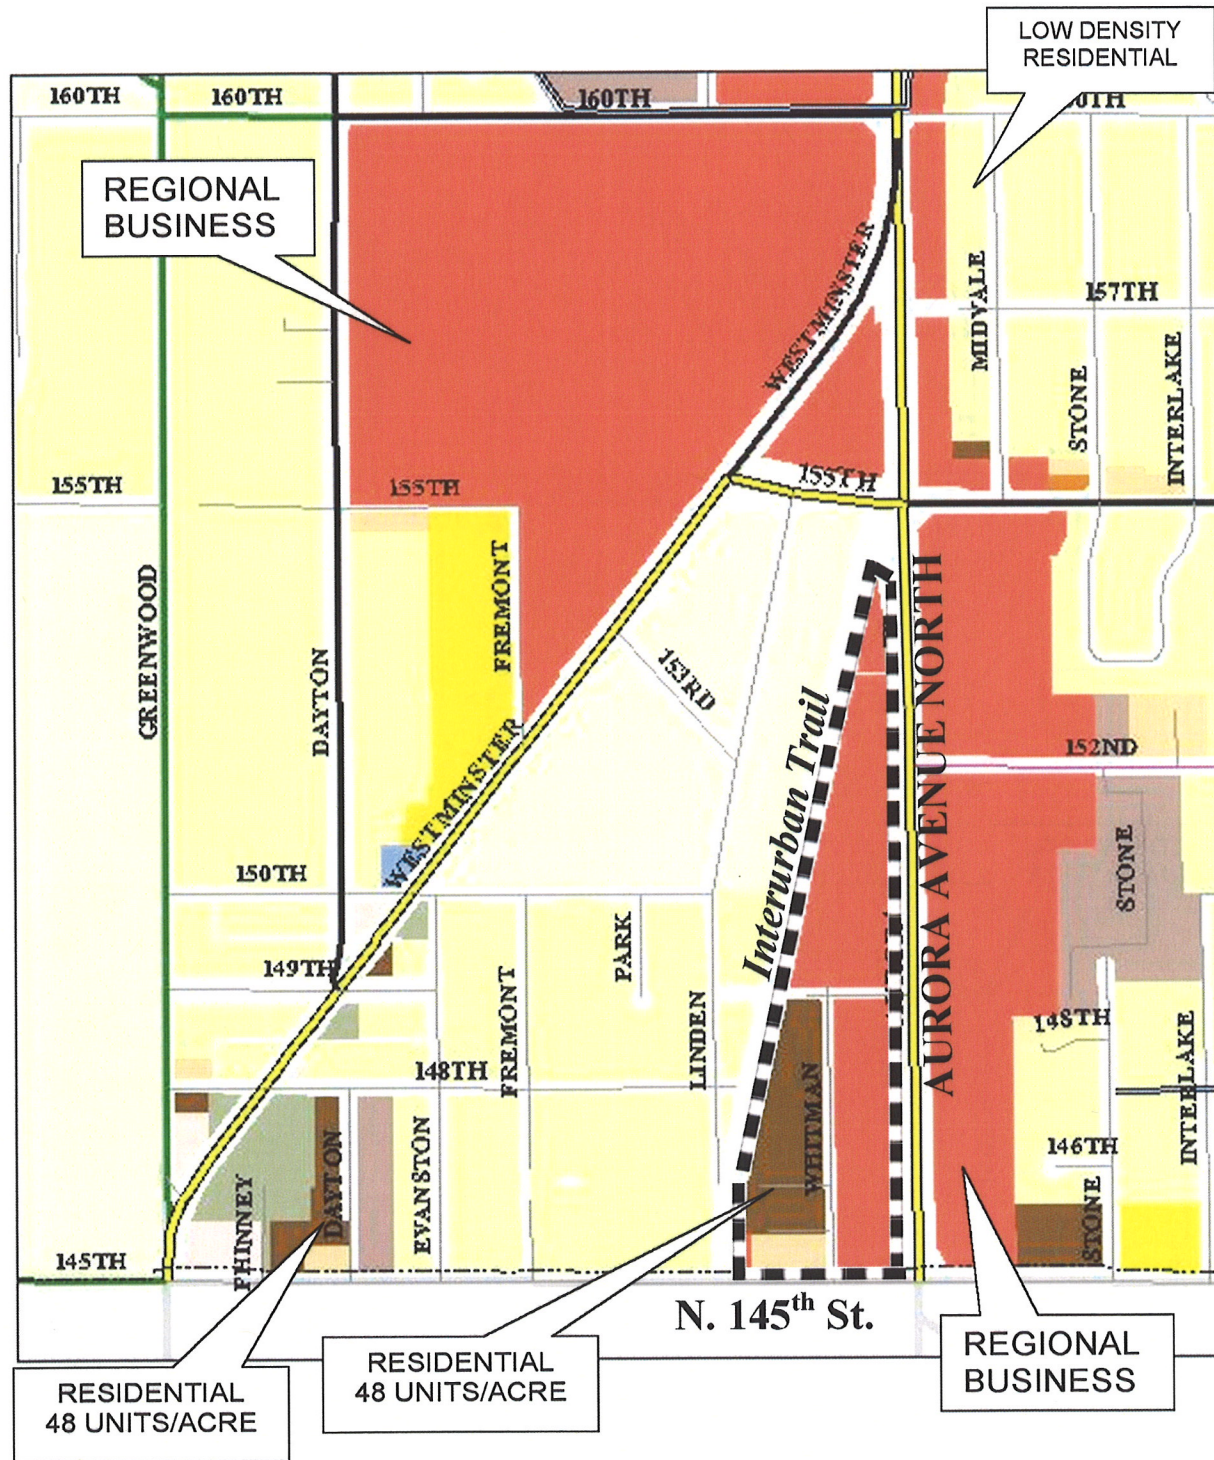 LOW DENSITY
RESIDENTIAL
160TH
160TH
160TH
REGIONAL
BUSINESS
WESTMINSTER
MIDVALE
157TH
STONE
INTERLAKE
155TH
155TH
155TH
GREENWOOD
DAYTON
FREMONT
153RD
AURORA AVENUE NORTH
Interurban Trail
WESTMINSTER
152ND
STONE
150TH
149TH
PARK
FREMONT
LINDEN
148TH
148TH
INTERLAKE
WHITMAN
146TH
DAYTON
EVANSTON
PHINNEY
STONE
145TH
N. 145th St.
RESIDENTIAL
48 UNITS/ACRE
RESIDENTIAL
48 UNITS/ACRE
REGIONAL
BUSINESS